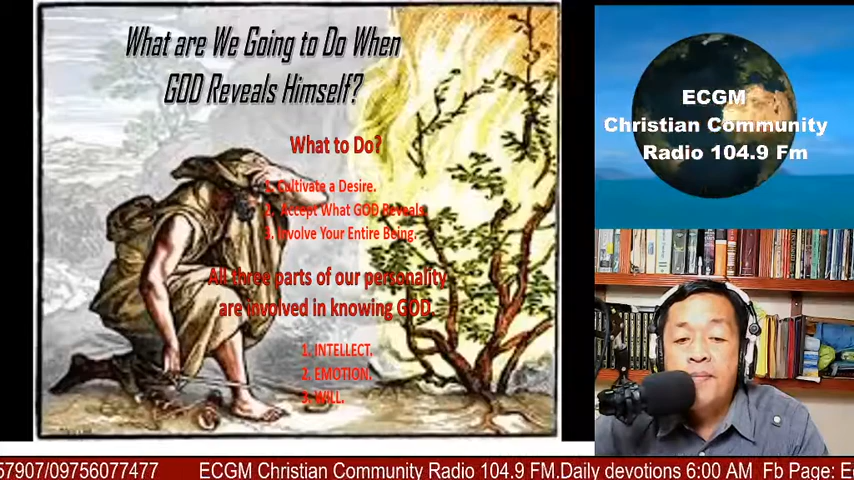 What are We Going to Do When
GOD Reveals Himself?
What to Do?
1. Cultivate a Desire.
2. Accept What GOD Reveals
3. Involve Your Entire Being.
All three parts of our personality
are involved in knowing GOD.
1. INTELLECT.
2. EMOTION.
3. WILL.
ECGM
Christian Community
Radio 104.9 Fm
57907/09756077477 ECGM Christian Community Radio 104.9 FM.Daily devotions 6:00 AM Fb Page: E